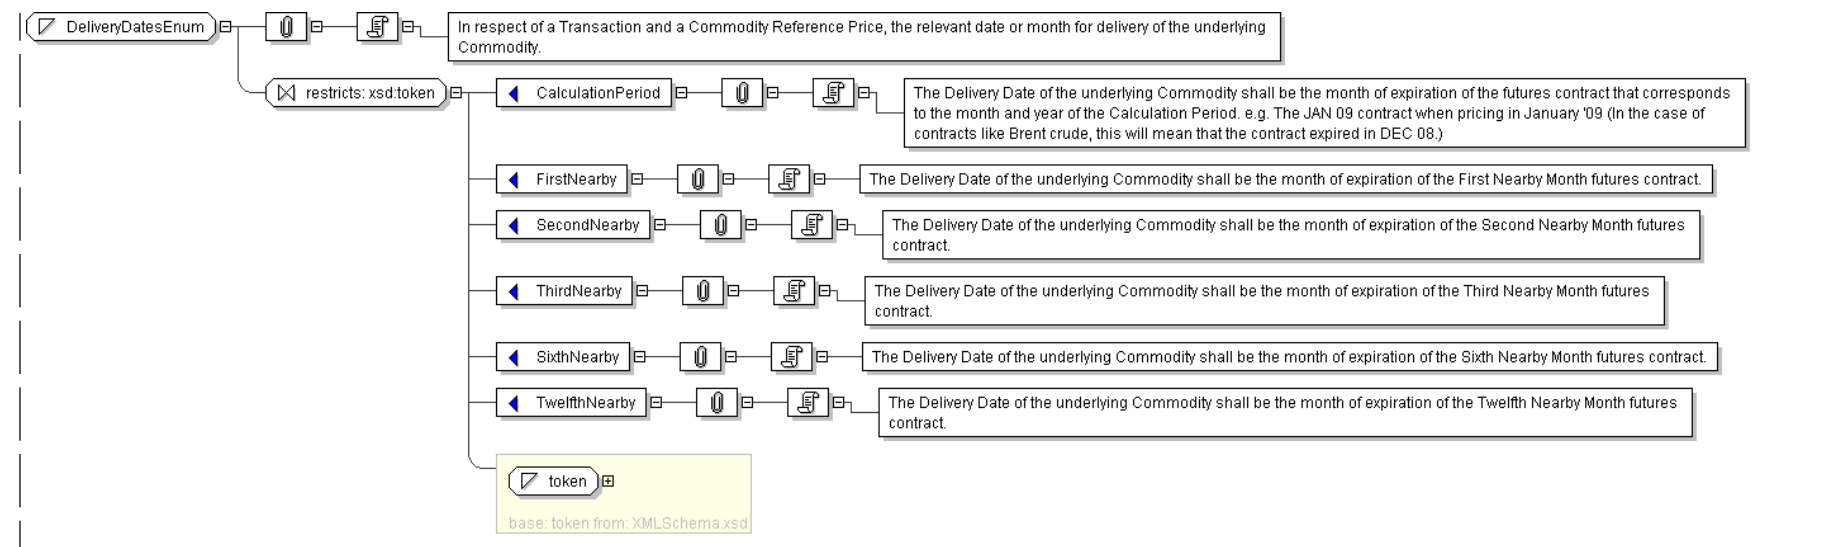 DeliveryDatesEnum
In respect of a Transaction and a Commodity Reference Price, the relevant date or month for delivery of the underlying
Commodity.
restricts: xsd:token
CalculationPeriod
The Delivery Date of the underlying Commodity shall be the month of expiration of the futures contract that corresponds
to the month and year of the Calculation Period. e.g. The JAN 09 contract when pricing in January '09 (In the case of
contracts like Brent crude, this will mean that the contract expired in DEC 08.)
FirstNearby
The Delivery Date of the underlying Commodity shall be the month of expiration of the First Nearby Month futures contract.
SecondNearby
The Delivery Date of the underlying Commodity shall be the month of expiration of the Second Nearby Month futures
contract.
ThirdNearby
The Delivery Date of the underlying Commodity shall be the month of expiration of the Third Nearby Month futures
contract.
SixthNearby
The Delivery Date of the underlying Commodity shall be the month of expiration of the Sixth Nearby Month futures contract.
TwelfthNearby
The Delivery Date of the underlying Commodity shall be the month of expiration of the Twelfth Nearby Month futures
contract.
token
base: token from: XMLSchema.xsd